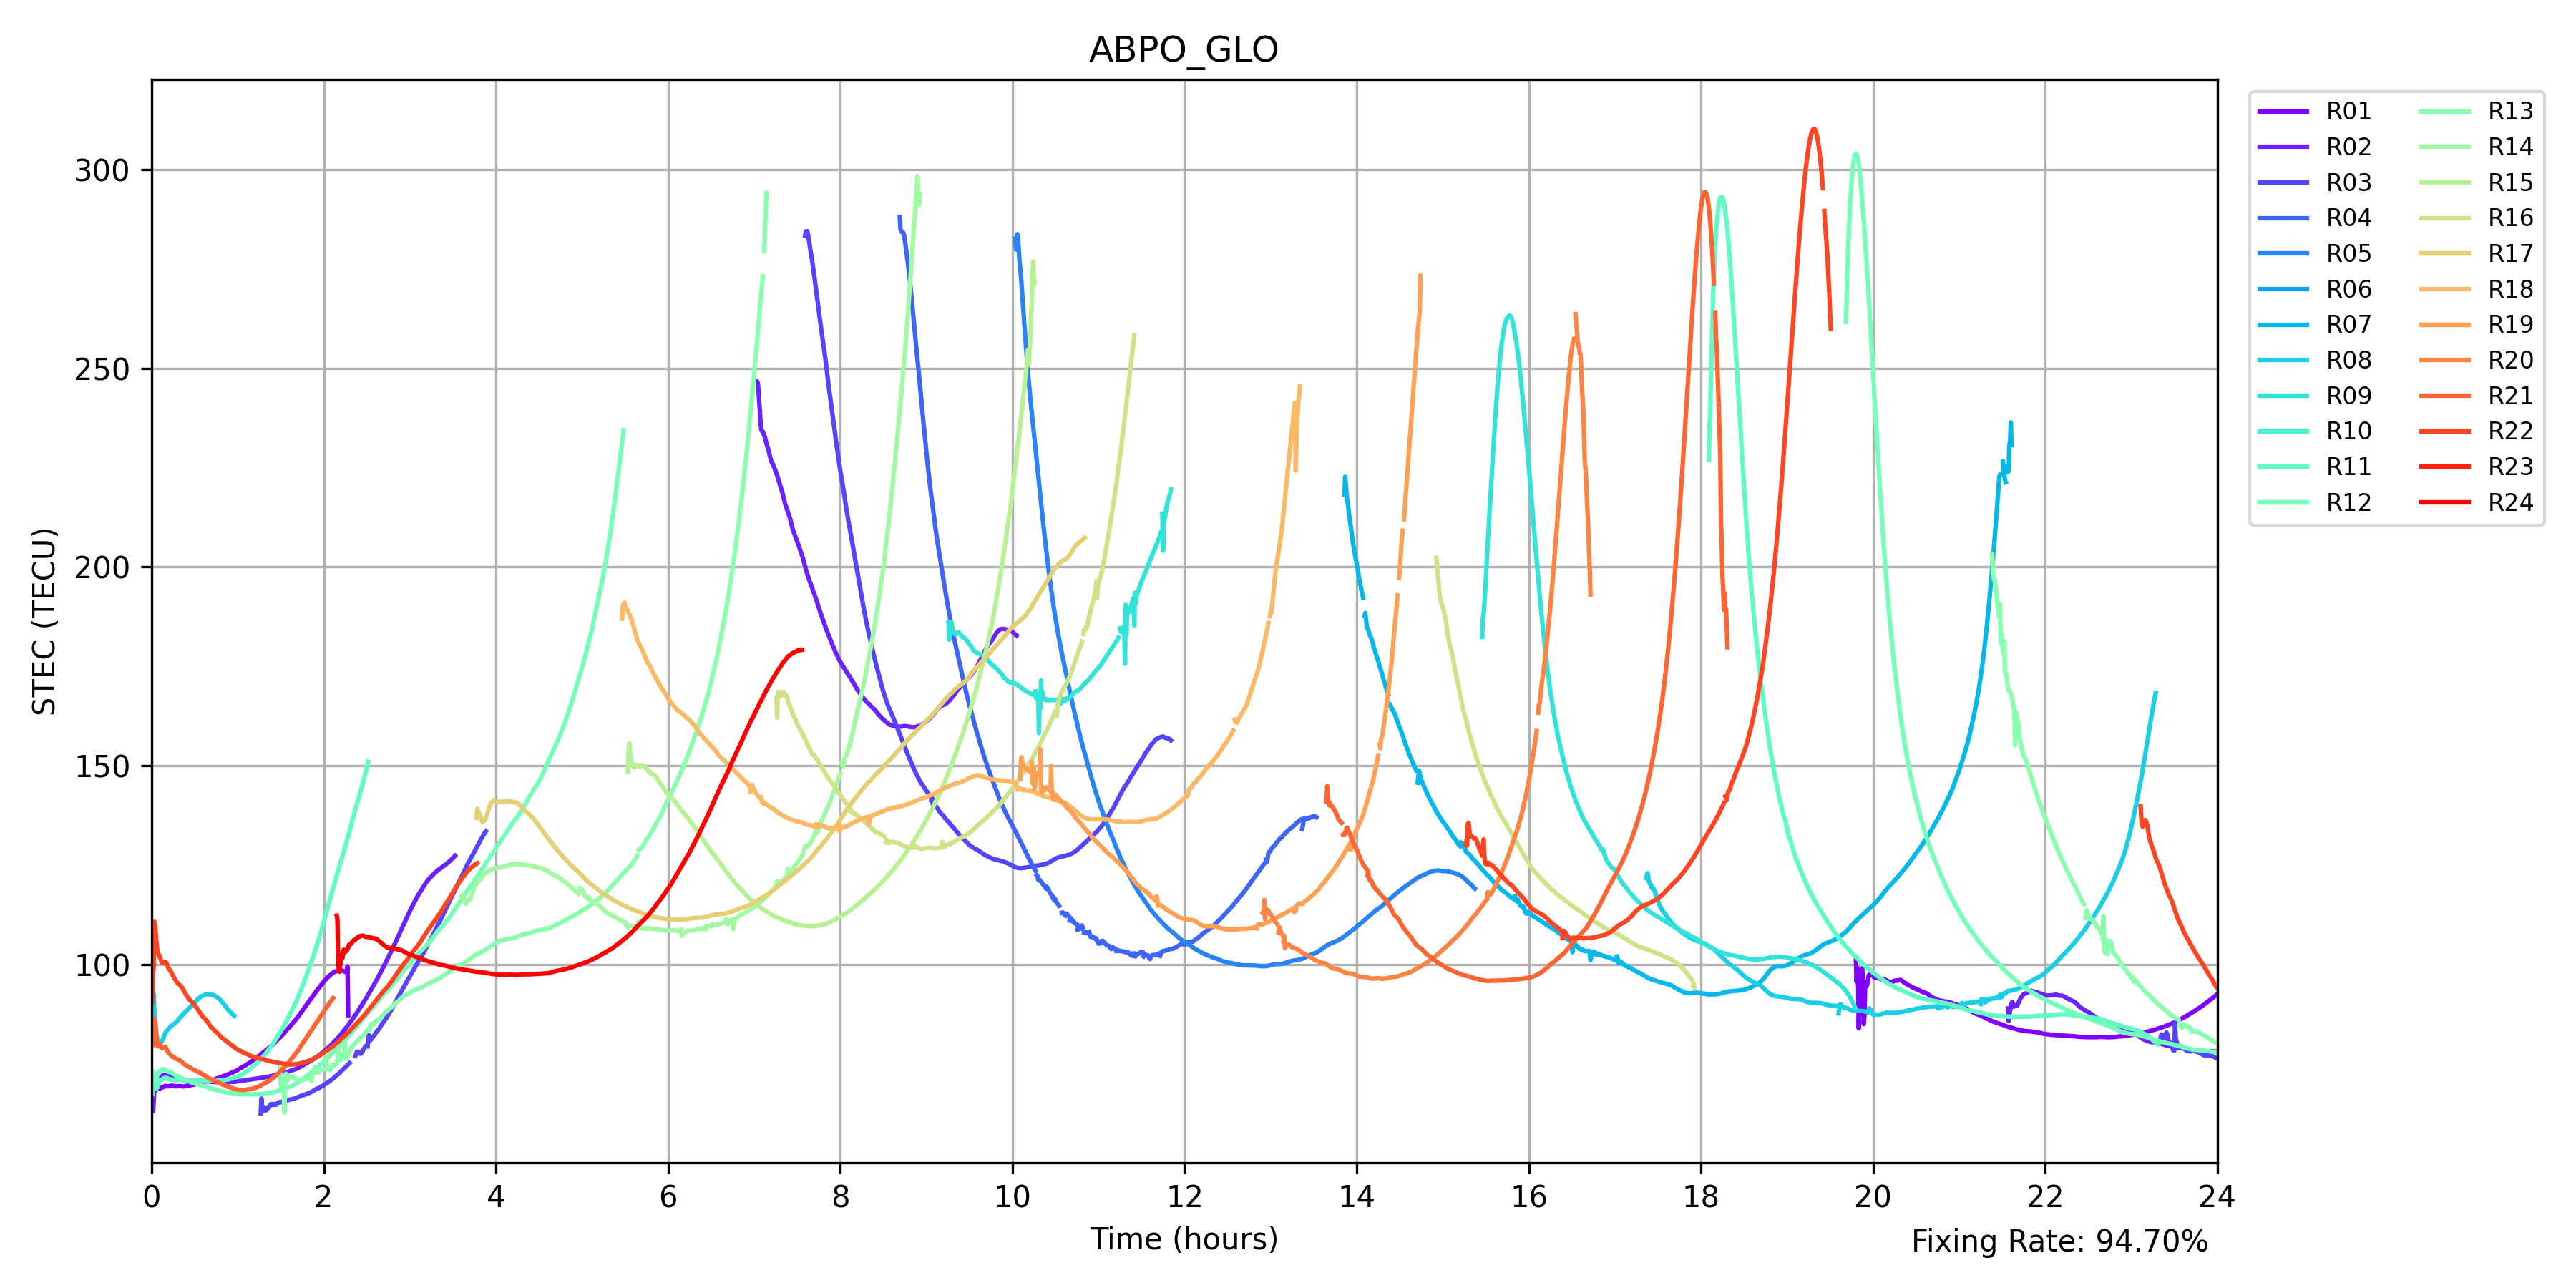 ABPO_GLO
STEC (TECU)
300
250
200
150
100
0 2 4 6 8 10 12 14 16 18 20 22 24
Time (hours)
Fixing Rate: 94.70%
R01 R13
R02 R14
R03 R15
R04 R16
R05 R17
R06 R18
R07 R19
R08 R20
R09 R21
R10 R22
R11 R23
R12 R24